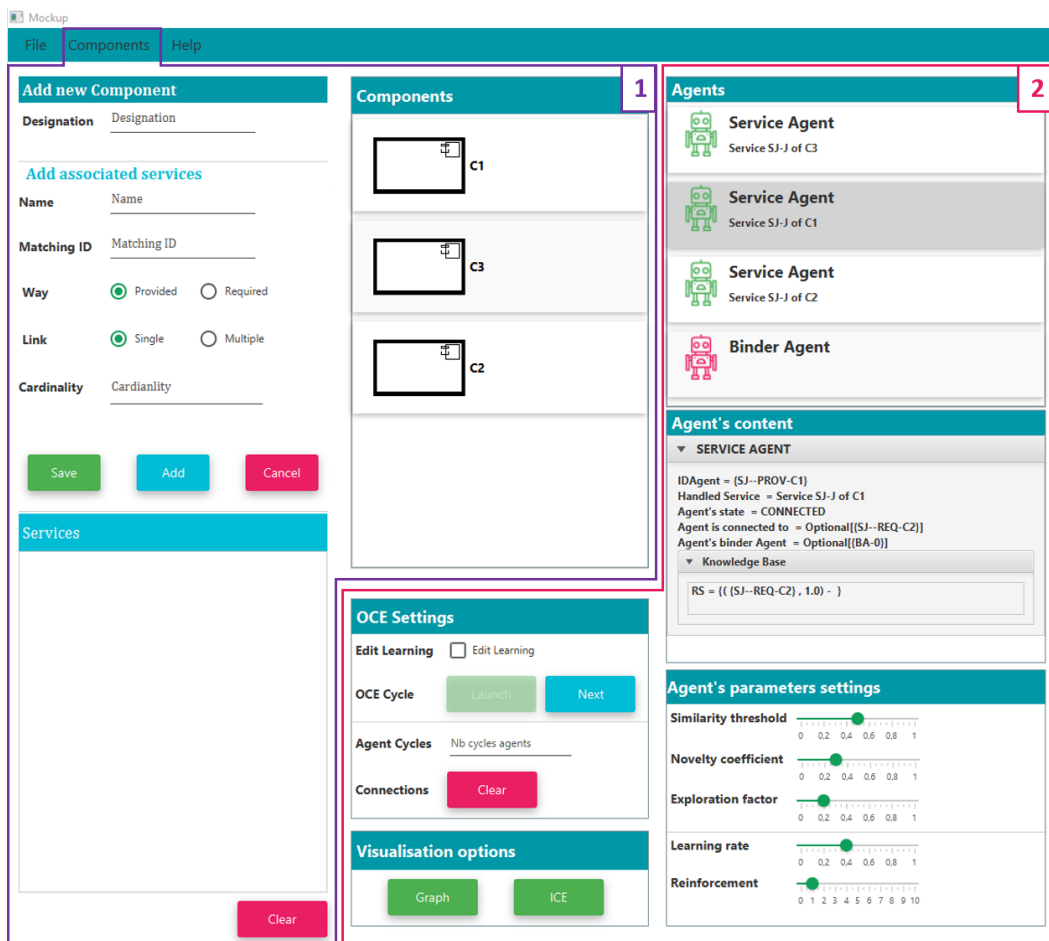 Mockup
File Components Help
1
2
Add new Component
Designation Designation
Add associated services
Name Name
Matching ID Matching ID
Way Provided Required
Link Single Multiple
Cardinality Cardianlity
Save Add Cancel
Services
Clear
Components
C1
C3
C2
OCE Settings
Edit Learning Edit Learning
OCE Cycle Launch Next
Agent Cycles Nb cycles agents
Connections Clear
Visualisation options
Graph ICE
Agents
Service Agent
Service SJ-J of C3
Service Agent
Service SJ-J of C1
Service Agent
Service SJ-J of C2
Binder Agent
Agent's content
SERVICE AGENT
IDAgent = (SJ--PROV-C1)
Handled Service = Service SJ-J of C1
Agent's state = CONNECTED
Agent is connected to = Optional[(SJ--REQ-C2)]
Agent's binder Agent = Optional[(BA-0)]
Knowledge Base
RS = {( (SJ--REQ-C2) , 1.0) - }
Agent's parameters settings
Similarity threshold
0 0,2 0,4 0,6 0,8 1
Novelty coefficient
0 0,2 0,4 0,6 0,8 1
Exploration factor
0 0,2 0,4 0,6 0,8 1
Learning rate
0 0,2 0,4 0,6 0,8 1
Reinforcement
0 1 2 3 4 5 6 7 8 9 10